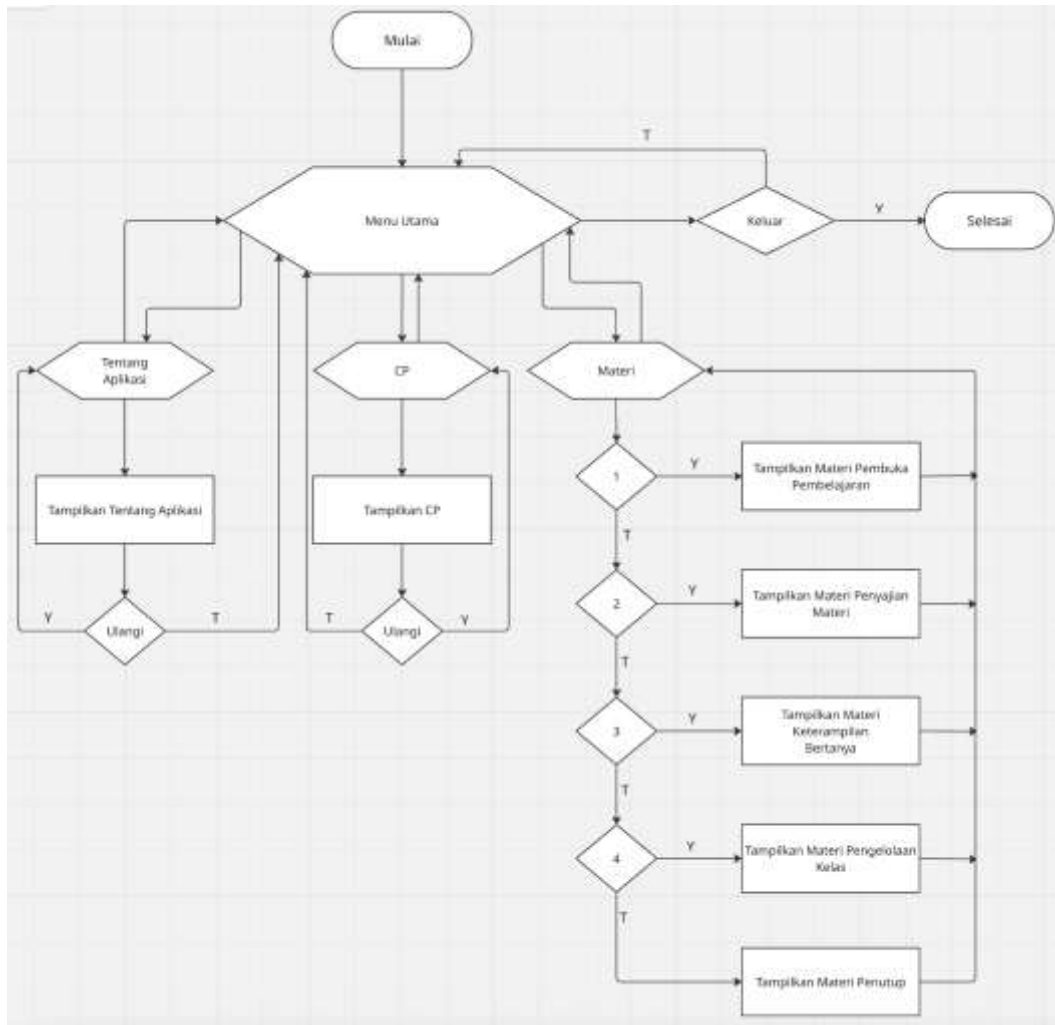 Mulai
T
Menu Utama
Keluar
Y
Selesai
Tentang
Aplikasi
CP
Materi
1
Y
Tampilkan Materi Pembuka
Pembelajaran
Tampilkan Tentang Aplikasi
Tampilkan CP
T
2
Y
Tampilkan Materi Penyajian
Materi
Y
Ulangi
T
T
Ulangi
Y
T
3
Y
Tampilkan Materi
Keterampilan
Bertanya
T
4
Y
Tampilkan Materi Pengelolaan
Kelas
T
Tampilkan Materi Penutup